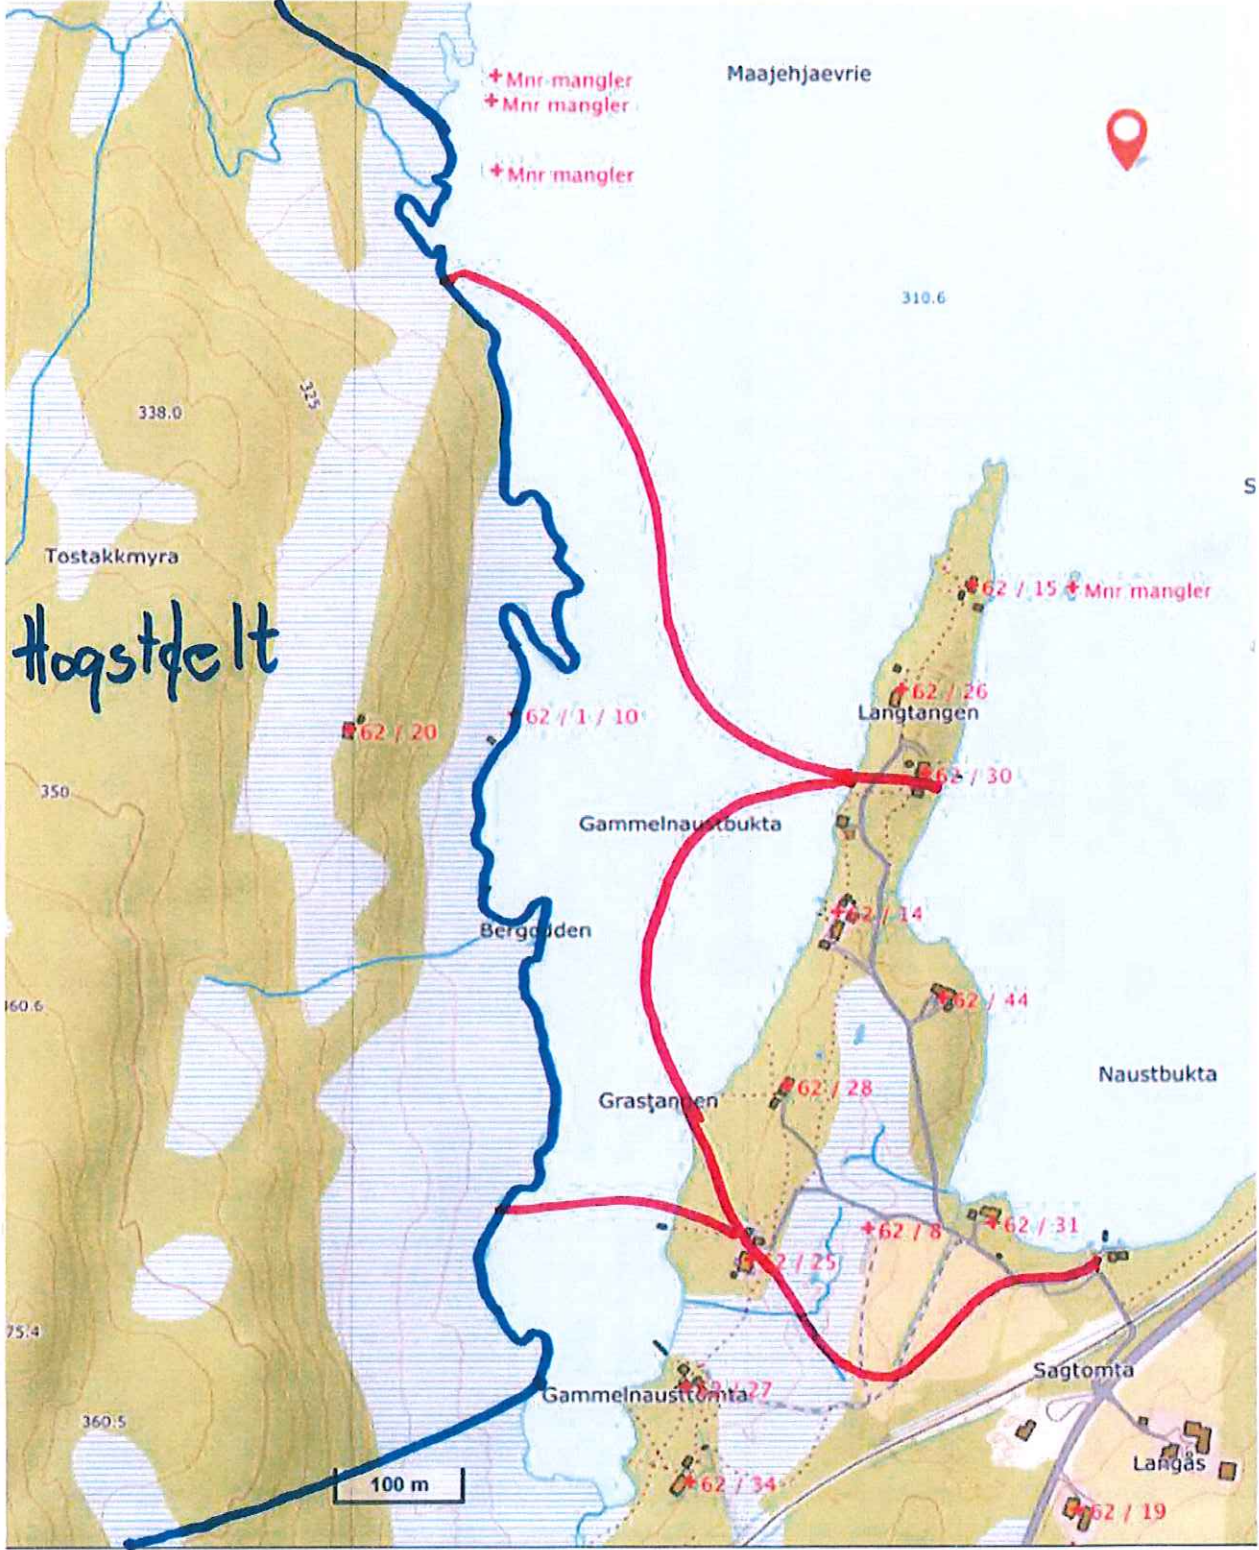 Maajehjaevrie
Mnr mangler
Mnr mangler
Mnr mangler
310.6
325
338.0
S
Tostakkmyra
62 / 15 Mnr mangler
Hogstfelt
62 / 26
Langtangen
62 / 20
62 / 1 / 10
62 / 30
350
Gammelnaustbukta
62 / 14
Bergodden
62 / 44
Naustbukta
62 / 28
Grastangen
62 / 8
62 / 31
62 / 25
Sagtomta
62 / 27
Gammelnausttomta
360.5
Langås
100 m
62 / 34
62 / 19